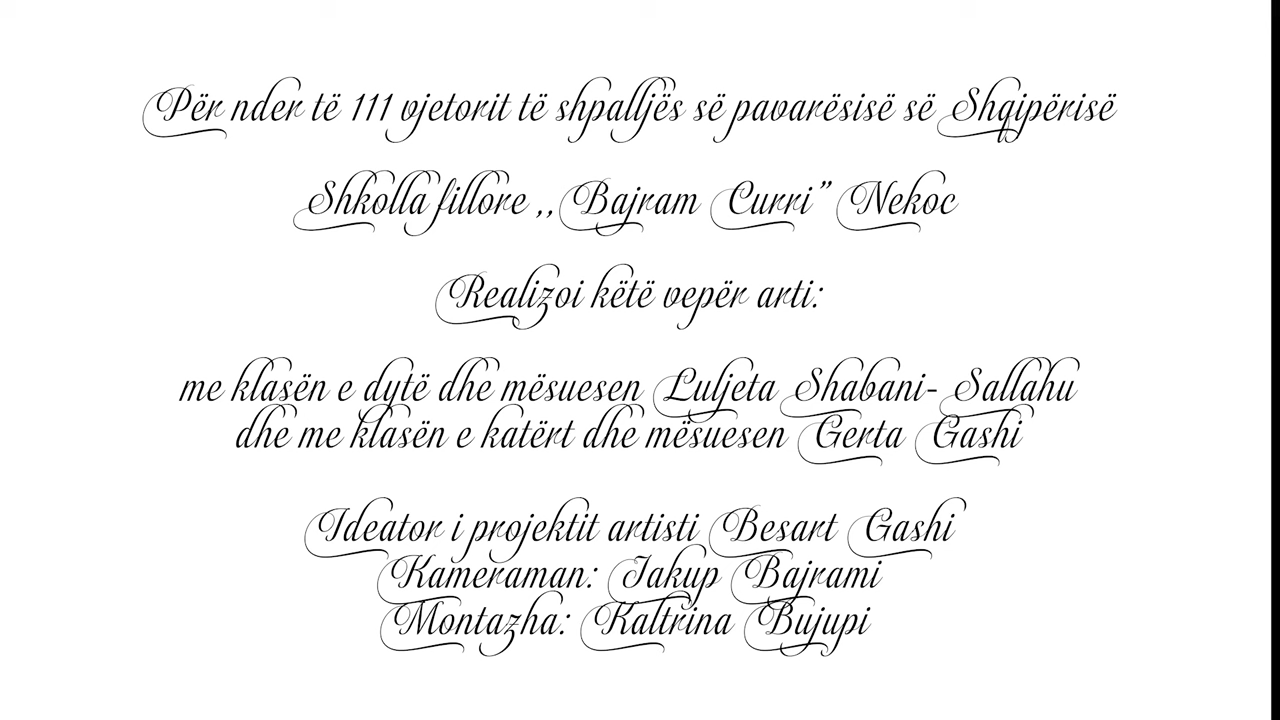 Për nder të 111 vjetorit të shpalljës së pavarësisë së Shqipërisë
Shkolla fillore ,,Bajram Curri” Nekoc
Realizoi këtë vepër arti:
me klasën e dytë dhe mësuesen Luljeta Shabani- Sallahu
dhe me klasën e katërt dhe mësuesen Gerta Gashi
Ideator i projektit artisti Besart Gashi
Kameraman: Jakup Bajrami
Montazha: Kaltrina Bujupi